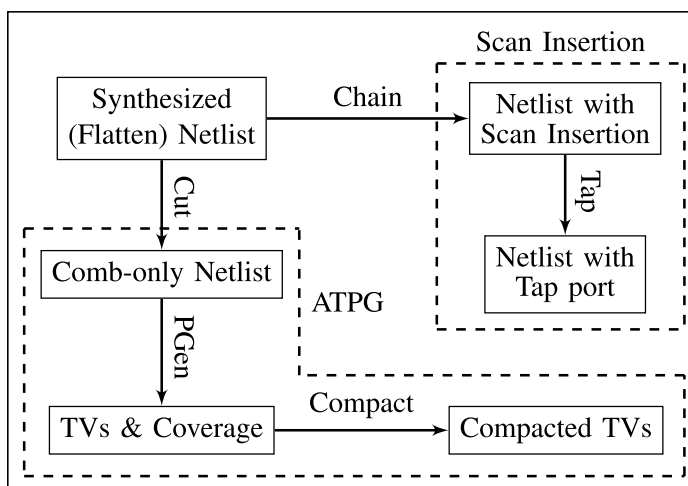 Scan Insertion
Synthesized
(Flatten) Netlist
Chain
Netlist with
Scan Insertion
Cut
Tap
Comb-only Netlist
ATPG
Netlist with
Tap port
PGen
TVs & Coverage
Compact
Compacted TVs